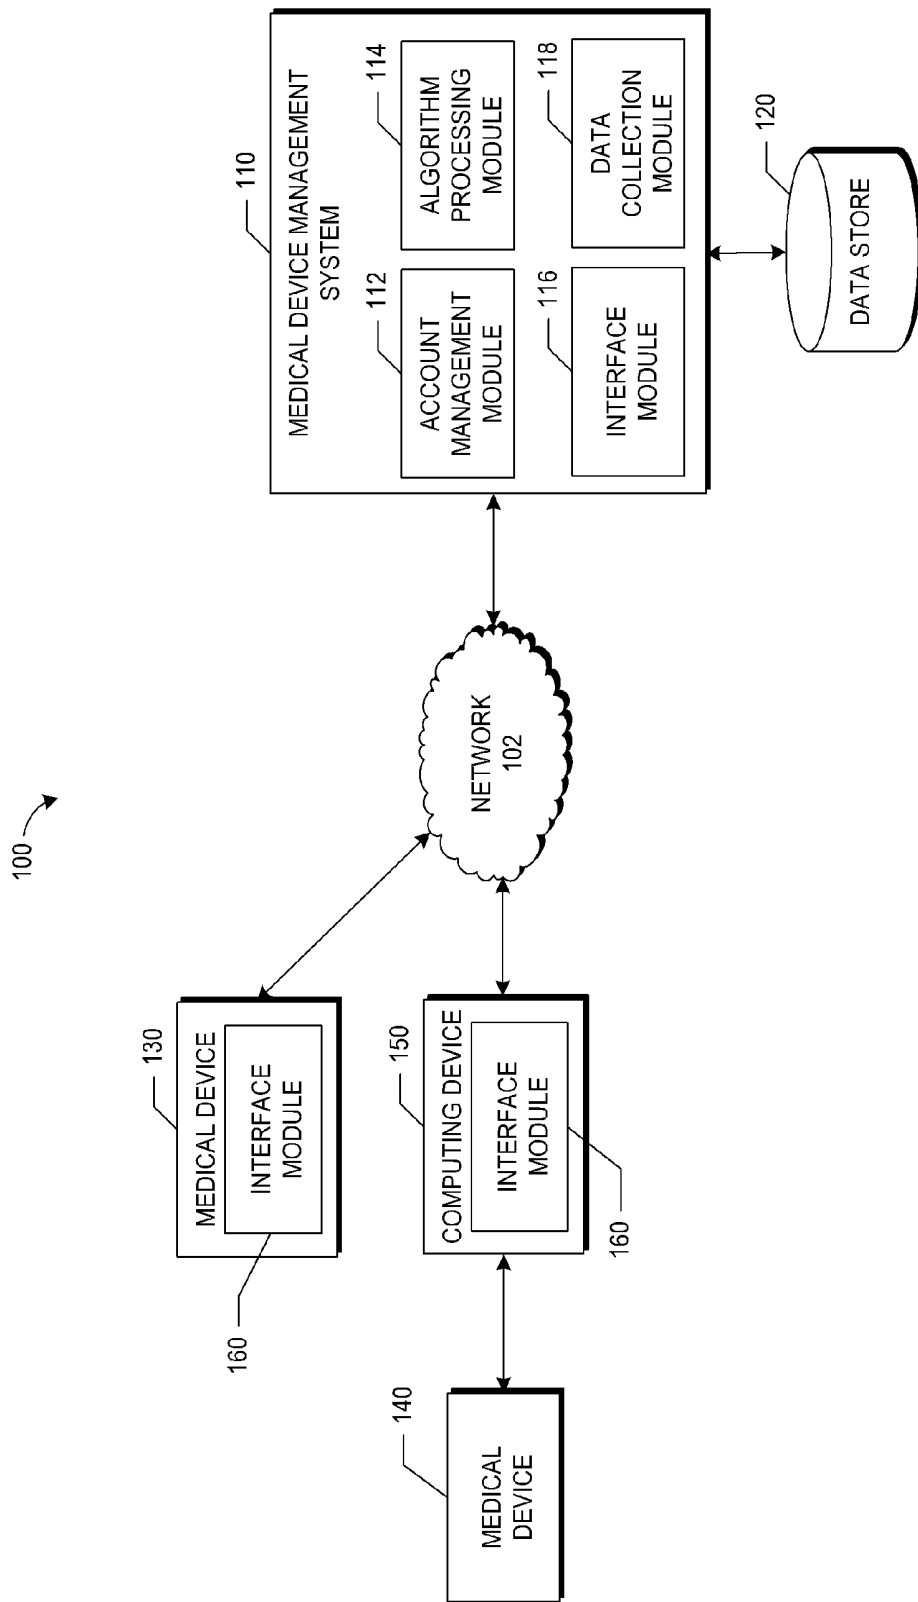 100
110
MEDICAL DEVICE MANAGEMENT
SYSTEM
112
ACCOUNT
MANAGEMENT
MODULE
114
ALGORITHM
PROCESSING
MODULE
116
INTERFACE
MODULE
118
DATA
COLLECTION
MODULE
120
DATA STORE
NETWORK
102
130
MEDICAL DEVICE
INTERFACE
MODULE
160
150
COMPUTING DEVICE
INTERFACE
MODULE
160
140
MEDICAL
DEVICE